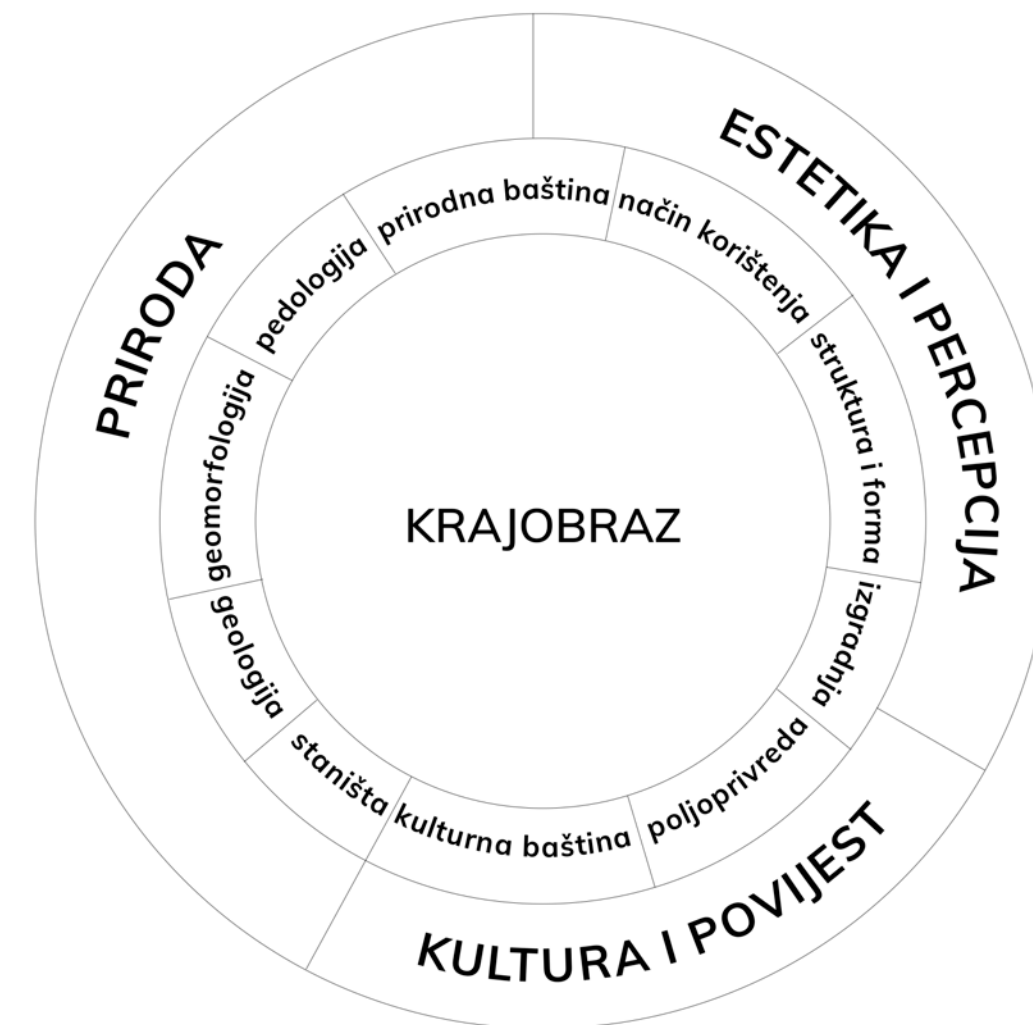 PRIRODA
ESTETIKA I PERCEPCIJA
KULTURA I POVIJEST
prirodna baština
način korištenja
struktura i forma
izgradnja
poljoprivreda
kulturna baština
staništa
geologija
geomorfologija
pedologija
KRAJOBRAZ